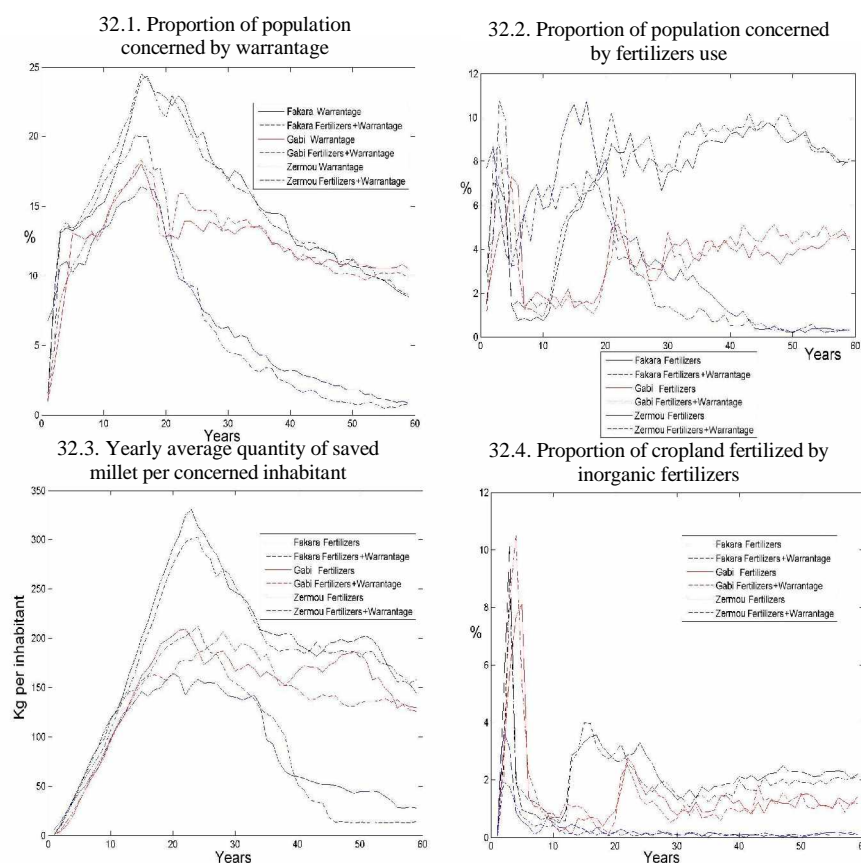 32.1. Proportion of population
concerned by warrantage
25
20
15
%
10
5
0
0
10
20
30
40
50
60
Years
Fakara Warrantage
Fakara Fertilizers+Warrantage
Gabi Warrantage
Gabi Fertilizers+Warrantage
Zermou Warrantage
Zermou Fertilizers+Warrantage
32.2. Proportion of population concerned
by fertilizers use
12
10
8
%
6
4
2
0
0
10
20
30
40
50
60
Years
Fakara Fertilizers
Fakara Fertilizers+Warrantage
Gabi Fertilizers
Gabi Fertilizers+Warrantage
Zermou Fertilizers
Zermou Fertilizers+Warrantage
32.3. Yearly average quantity of saved
millet per concerned inhabitant
350
300
250
200
150
100
50
0
Kg per inhabitant
0
10
20
30
40
50
60
Years
Fakara Fertilizers
Fakara Fertilizers+Warrantage
Gabi Fertilizers
Gabi Fertilizers+Warrantage
Zermou Fertilizers
Zermou Fertilizers+Warrantage
32.4. Proportion of cropland fertilized by
inorganic fertilizers
12
10
8
%
6
4
2
0
0
10
20
30
40
50
60
Years
Fakara Fertilizers
Fakara Fertilizers+Warrantage
Gabi Fertilizers
Gabi Fertilizers+Warrantage
Zermou Fertilizers
Zermou Fertilizers+Warrantage